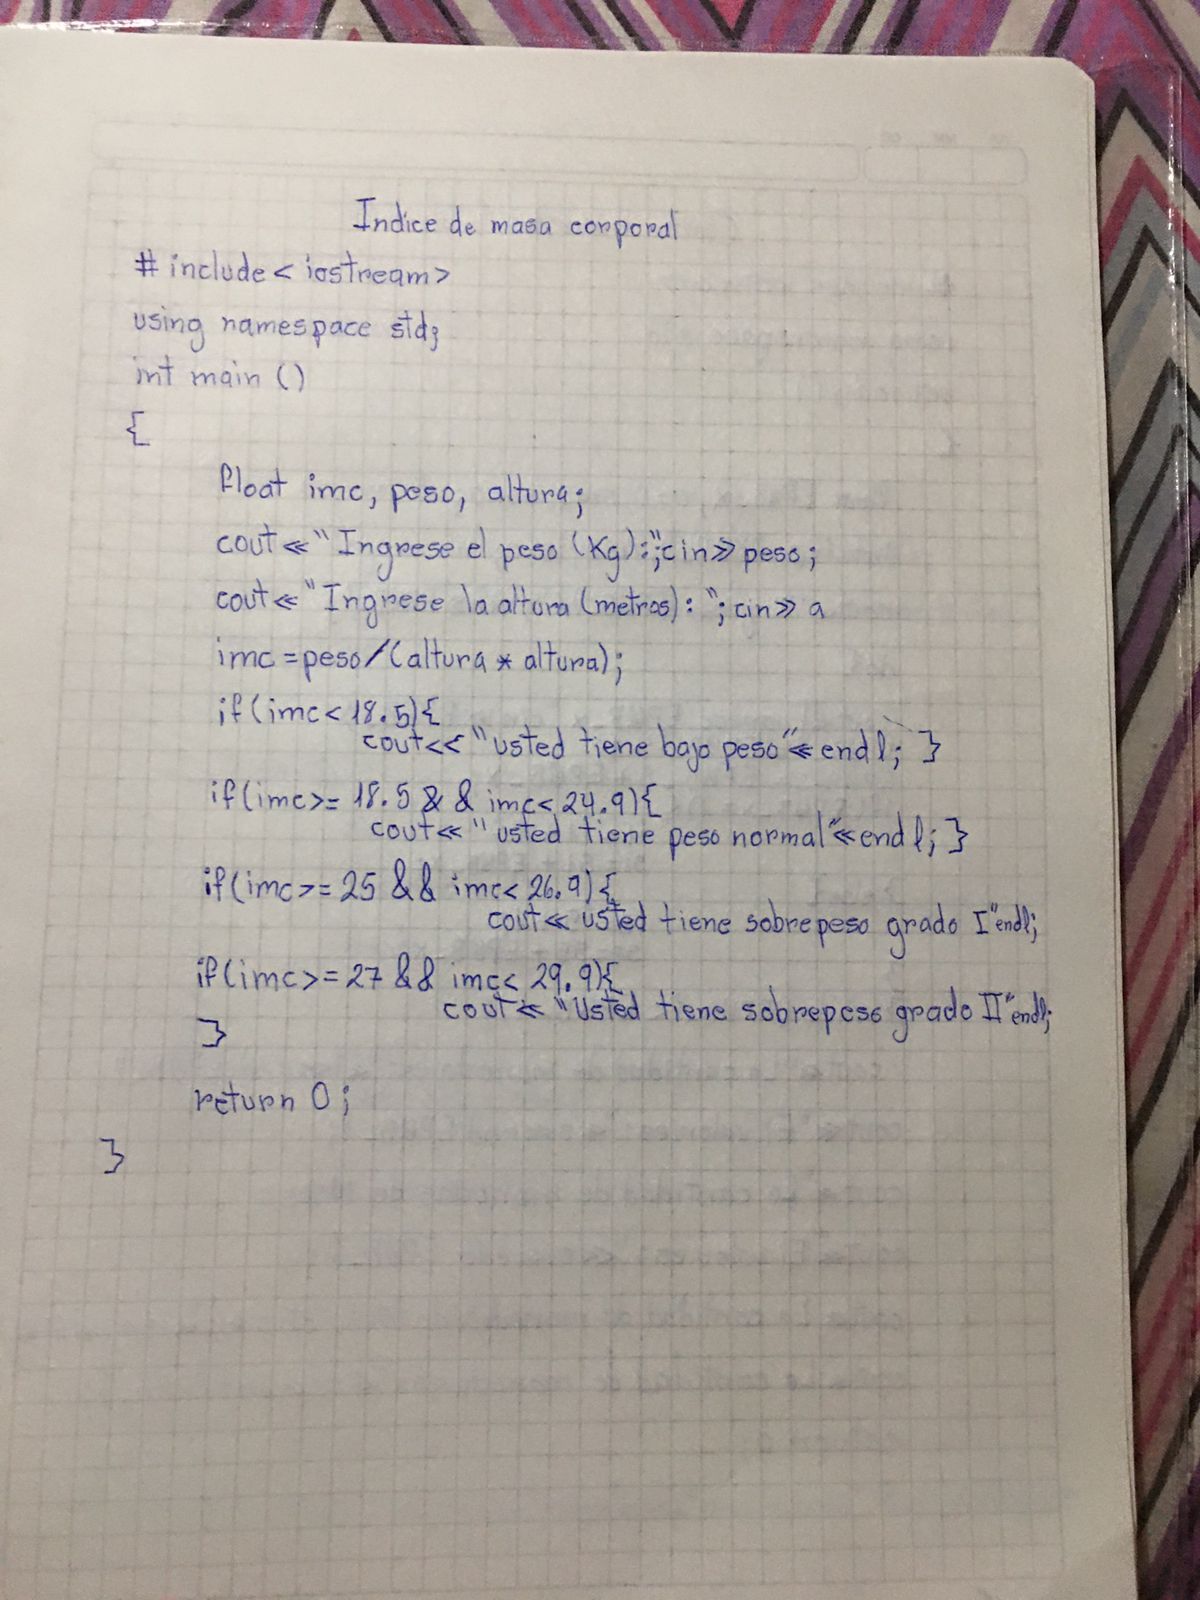 Indice de masa corporal
# include < iostream>
using namespace std;
int main ()
{
float imc, peso, altura;
cout << "Ingrese el peso (Kg):"; cin >> peso;
cout << "Ingrese la altura (metros): "; cin >> a
imc = peso / (altura * altura);
if (imc < 18.5) {
cout << "usted tiene bajo peso" << endl; }
if (imc >= 18.5 & & imc < 24.9) {
cout << "usted tiene peso normal" << endl; }
if (imc >= 25 && imc < 26.9) {
cout << usted tiene sobrepeso grado I" endl;
if (imc >= 27 && imc < 29.9) {
cout << "Usted tiene sobrepeso grado II" endl;
}
return 0 ;
}